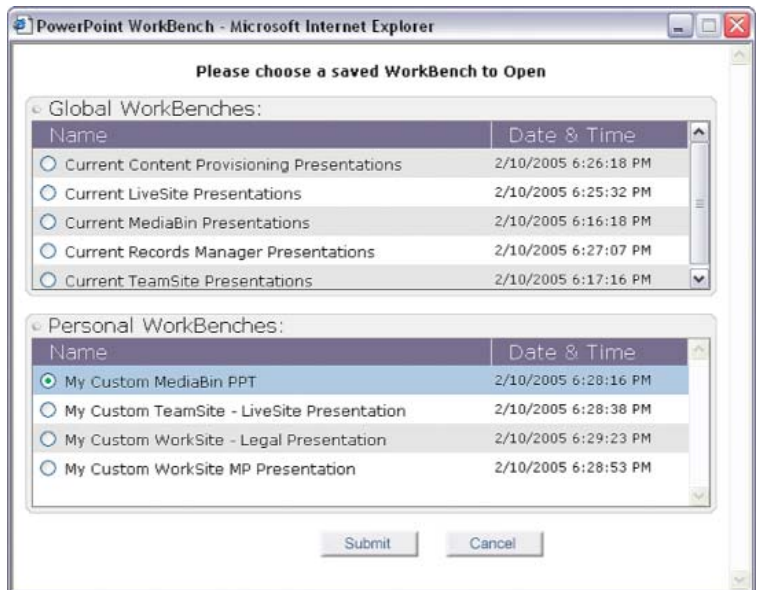 PowerPoint WorkBench - Microsoft Internet Explorer
Please choose a saved WorkBench to Open
Global WorkBenches:
Name Date & Time
Current Content Provisioning Presentations 2/10/2005 6:26:18 PM
Current LiveSite Presentations 2/10/2005 6:25:32 PM
Current MediaBin Presentations 2/10/2005 6:16:18 PM
Current Records Manager Presentations 2/10/2005 6:27:07 PM
Current TeamSite Presentations 2/10/2005 6:17:16 PM
Personal WorkBenches:
Name Date & Time
My Custom MediaBin PPT 2/10/2005 6:28:16 PM
My Custom TeamSite - LiveSite Presentation 2/10/2005 6:28:38 PM
My Custom WorkSite - Legal Presentation 2/10/2005 6:29:23 PM
My Custom WorkSite MP Presentation 2/10/2005 6:28:53 PM
Submit Cancel